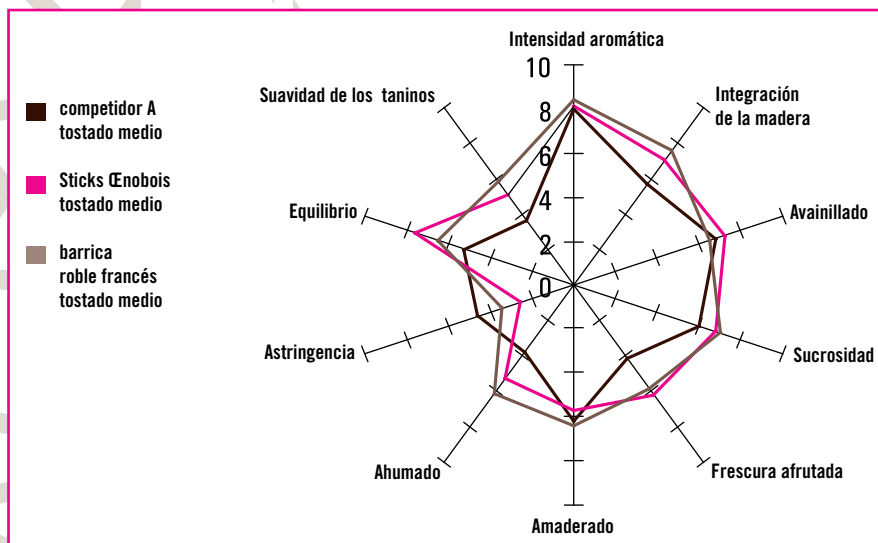 Intensidad aromática
10
8
6
4
2
0
competidor A
tostado medio
Sticks Œnobois
tostado medio
barrica
roble francés
tostado medio
Suavidad de los taninos
Integración
de la madera
Equilibrio
Avainillado
Astringencia
Sucrosidad
Ahumado
Frescura afrutada
Amaderado